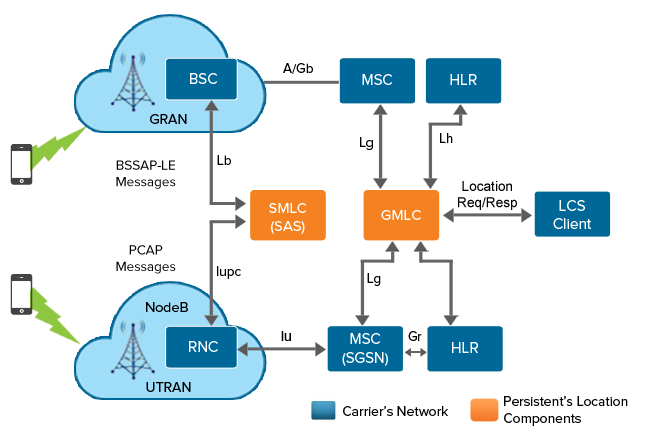 BSC
A/Gb
MSC
HLR
GRAN
Lg
Lh
BSSAP-LE
Messages
Lb
SMLC
(SAS)
GMLC
Location
Req/Resp
LCS
Client
PCAP
Messages
Iupc
Lg
NodeB
RNC
Iu
MSC
(SGSN)
Gr
HLR
UTRAN
Carrier's Network
Persistent's Location
Components